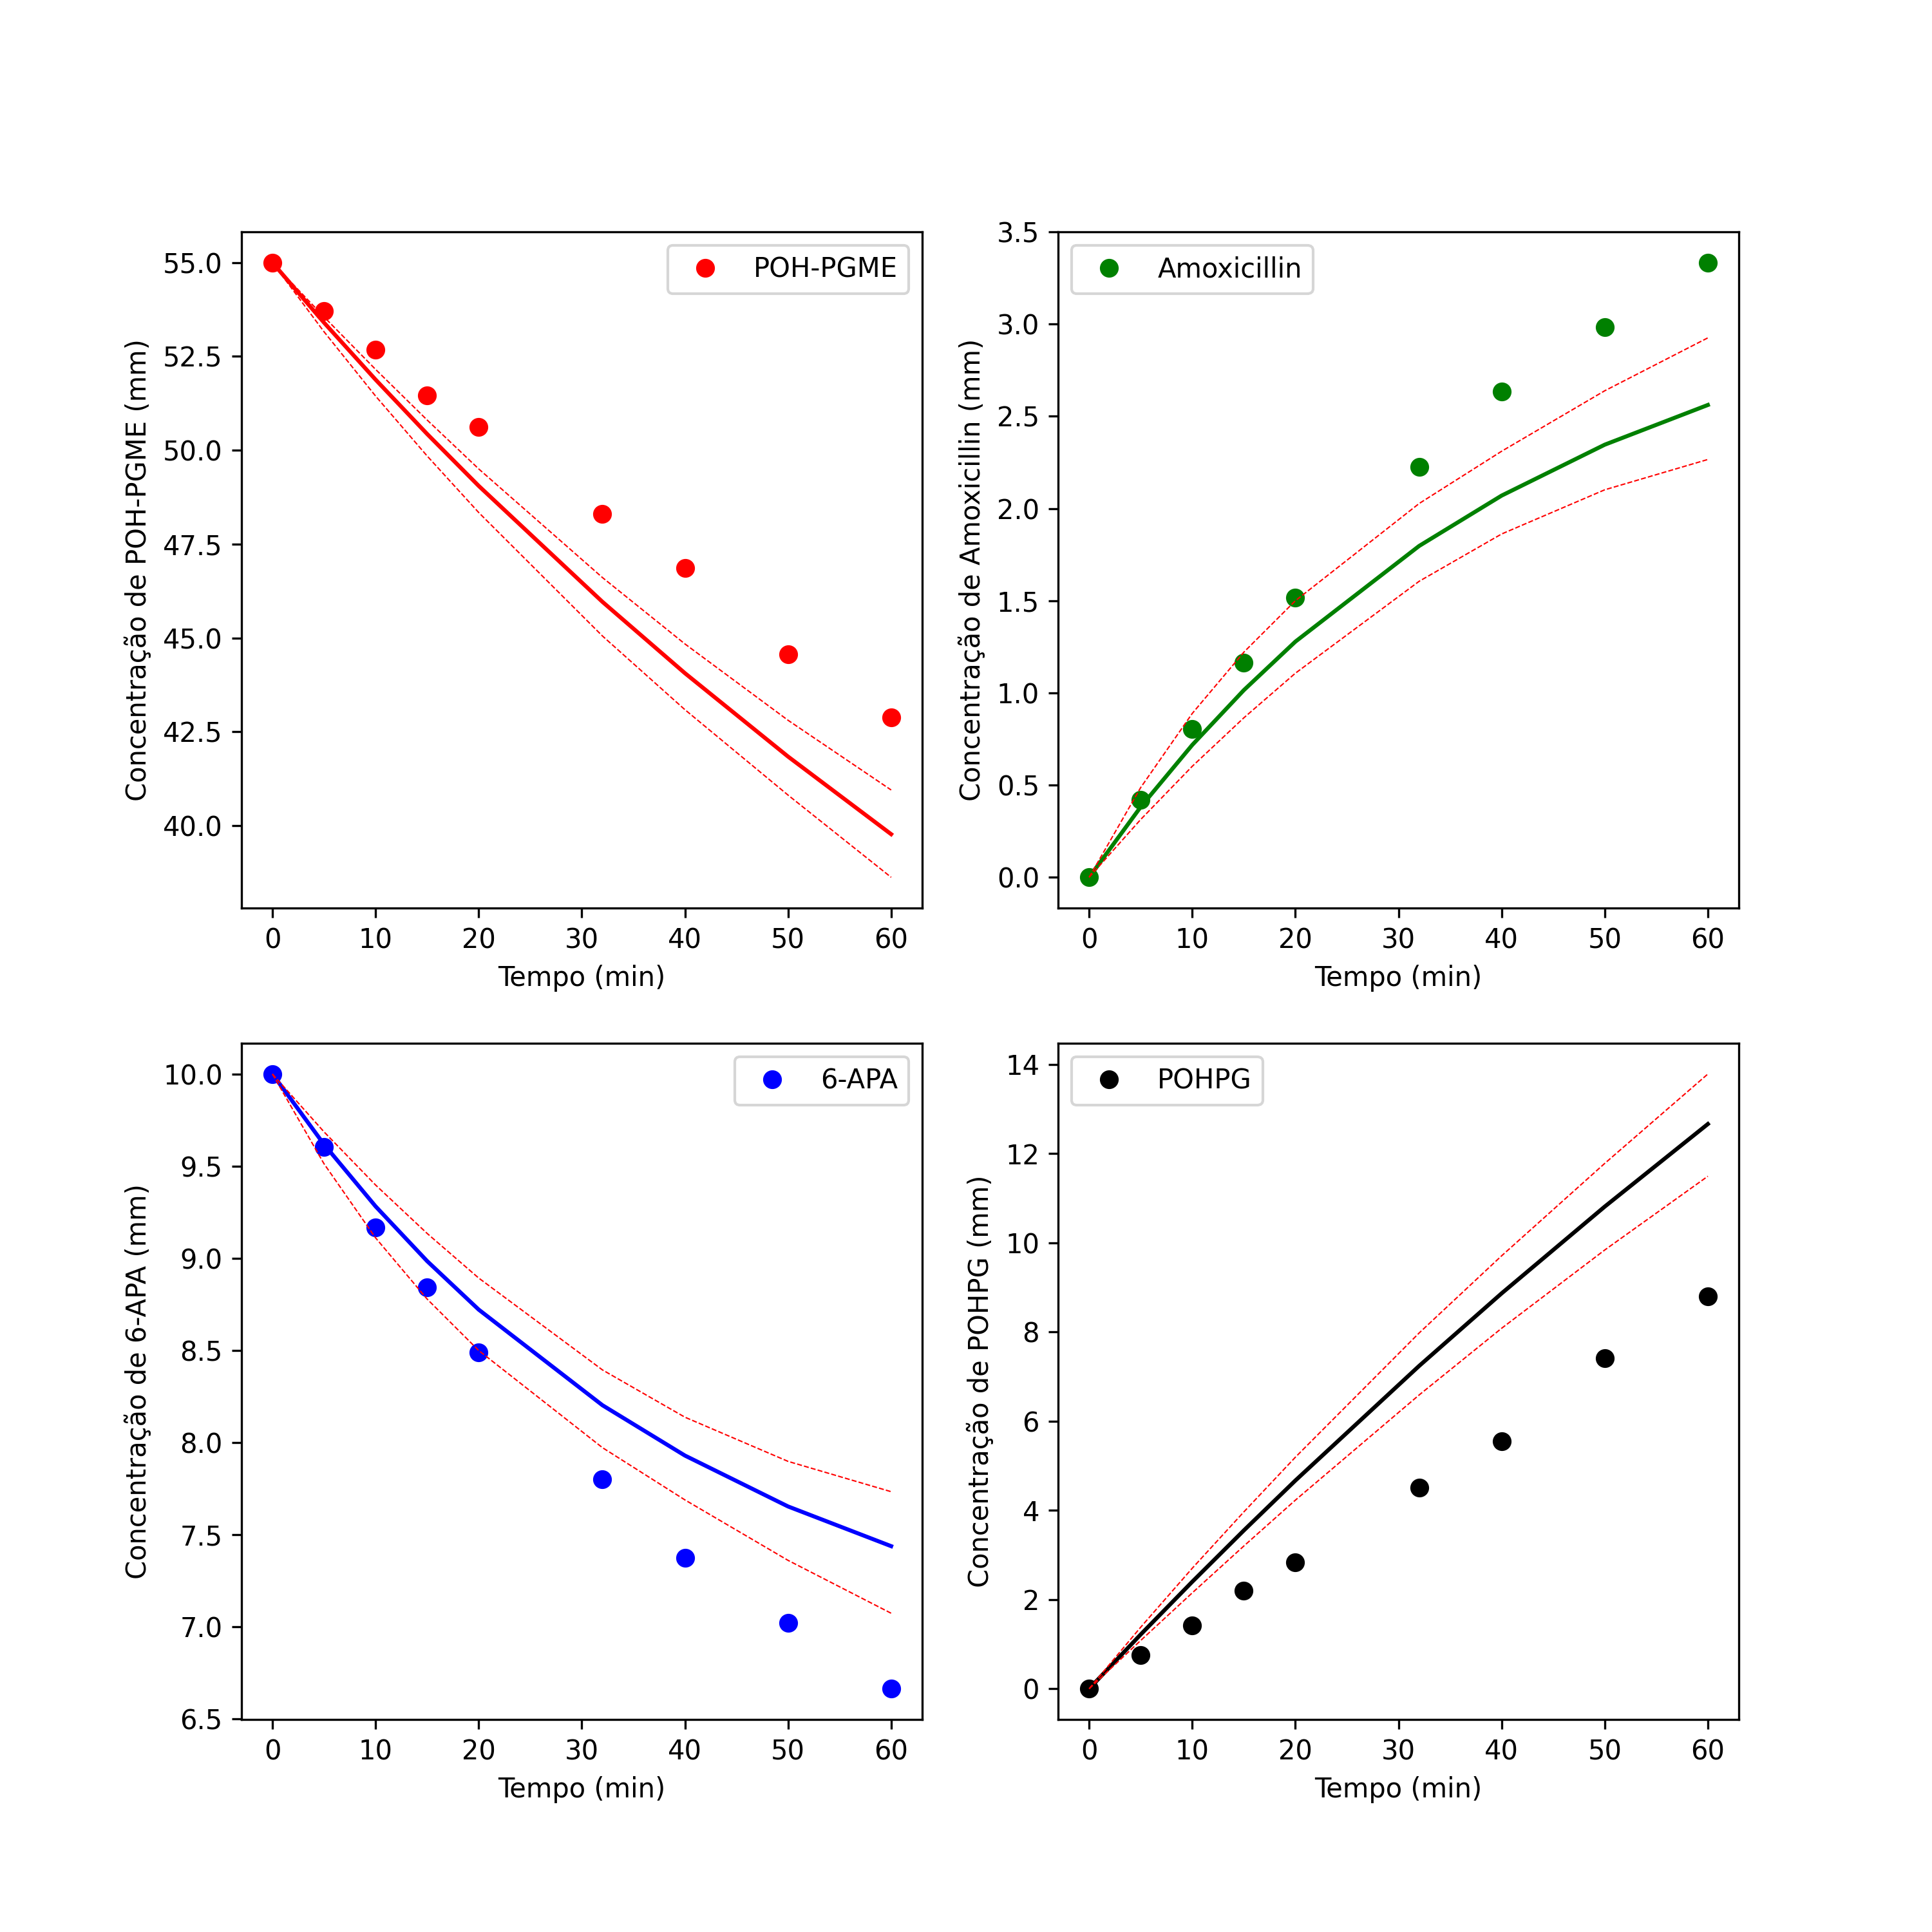 POH-PGME
55.0
52.5
50.0
47.5
45.0
42.5
40.0
Concentração de POH-PGME (mm)
0 10 20 30 40 50 60
Tempo (min)
Amoxicillin
3.5
3.0
2.5
2.0
1.5
1.0
0.5
0.0
Concentração de Amoxicillin (mm)
0 10 20 30 40 50 60
Tempo (min)
6-APA
10.0
9.5
9.0
8.5
8.0
7.5
7.0
6.5
Concentração de 6-APA (mm)
0 10 20 30 40 50 60
Tempo (min)
POHPG
14
12
10
8
6
4
2
0
Concentração de POHPG (mm)
0 10 20 30 40 50 60
Tempo (min)